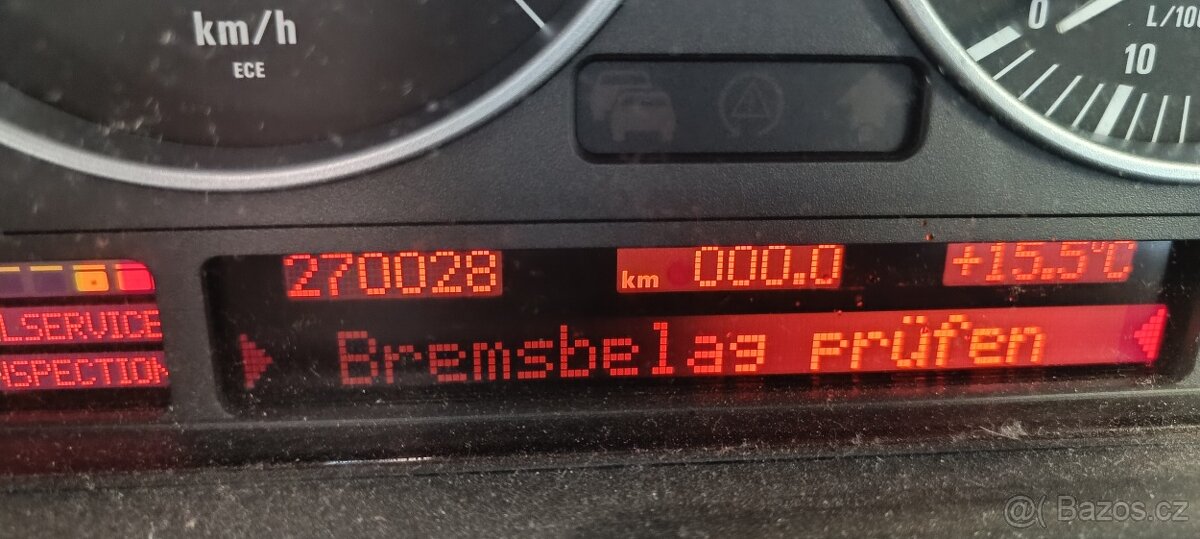 km/h
ECE
0
L/100
10
270028 km 000.0 +15.5°C
LSERVICE
NSPECTION
Bremsbelag prüfen
@ Bazos.cz